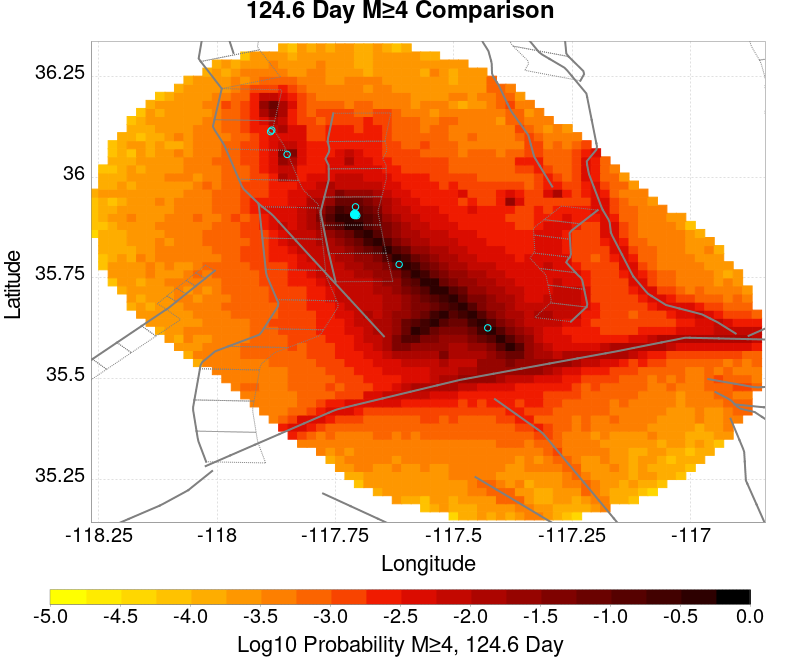 124.6 Day M≥4 Comparison
36.25
36
35.75
35.5
35.25
Latitude
-118.25 -118 -117.75 -117.5 -117.25 -117
Longitude
-5.0 -4.5 -4.0 -3.5 -3.0 -2.5 -2.0 -1.5 -1.0 -0.5 0.0
Log10 Probability M≥4, 124.6 Day